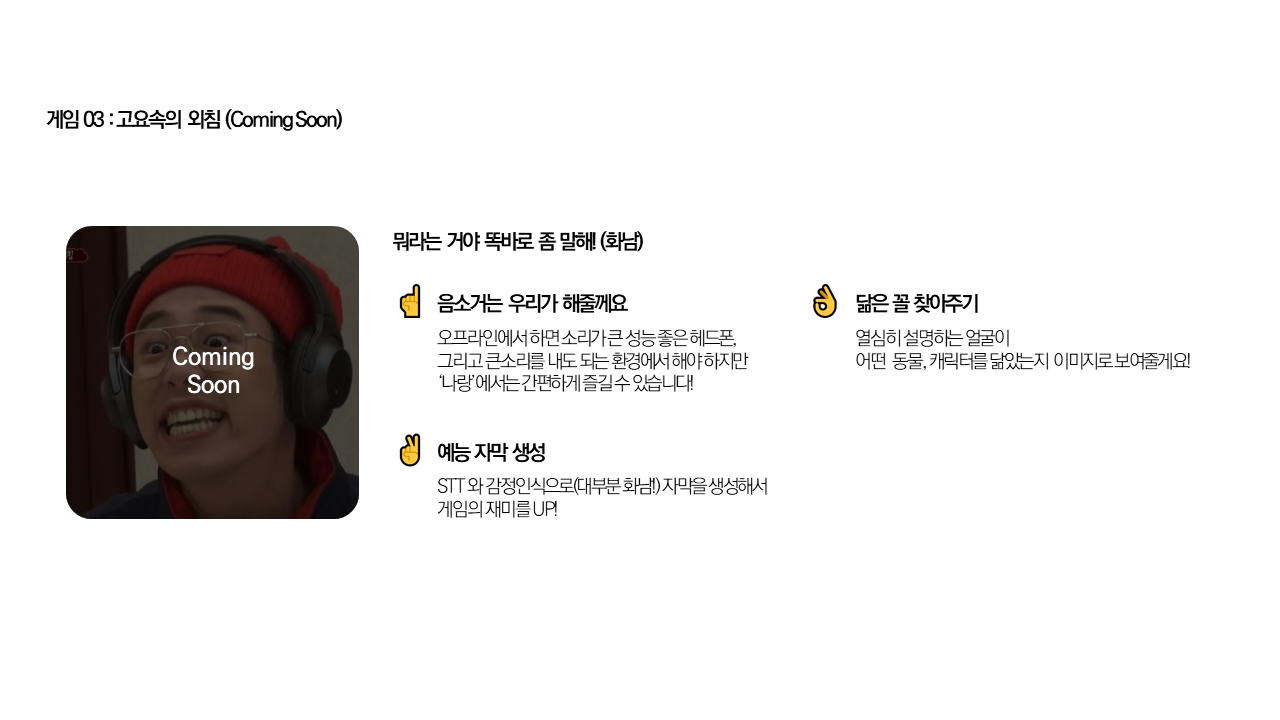 게임 03 : 고요속의 외침 (Coming Soon)
Coming
Soon
뭐라는 거야 똑바로 좀 말해! (화남)
음소거는 우리가 해줄께요
오프라인에서 하면 소리가 큰 성능 좋은 헤드폰,
그리고 큰소리를 내도 되는 환경에서 해야 하지만
‘나랑’에서는 간편하게 즐길 수 있습니다!
예능 자막 생성
STT 와 감정인식으로(대부분 화남!) 자막을 생성해서
게임의 재미를 UP!
닮은 꼴 찾아주기
열심히 설명하는 얼굴이
어떤 동물, 캐릭터를 닮았는지 이미지로 보여줄게요!